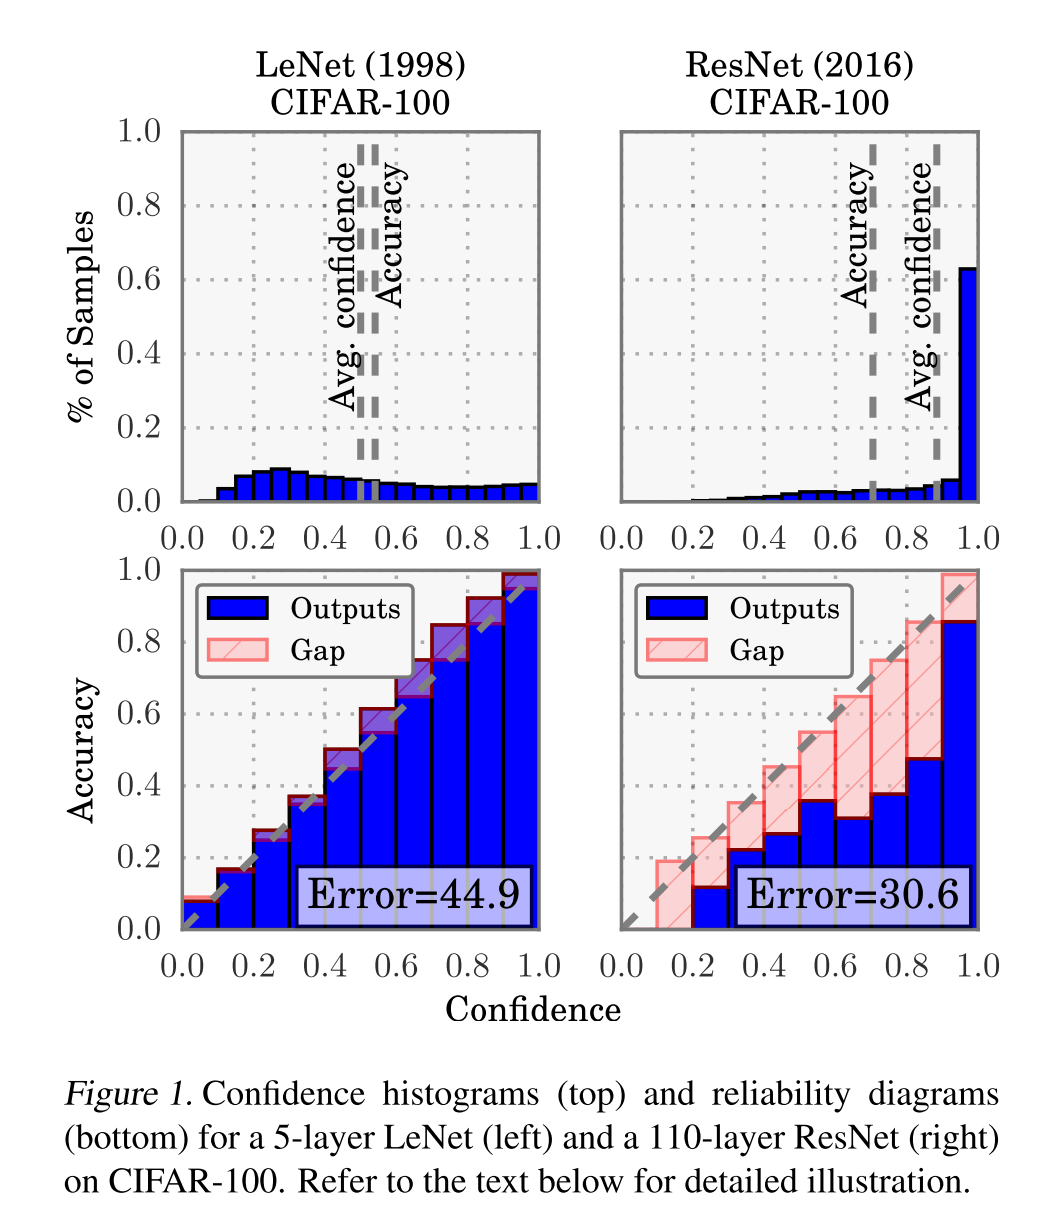 LeNet (1998)
CIFAR-100
ResNet (2016)
CIFAR-100
% of Samples
1.0
0.8
0.6
0.4
0.2
0.0
Avg. confidence
Accuracy
0.0 0.2 0.4 0.6 0.8 1.0
Accuracy
Avg. confidence
0.0 0.2 0.4 0.6 0.8 1.0
Accuracy
1.0
0.8
0.6
0.4
0.2
0.0
Outputs
Gap
Error=44.9
0.0 0.2 0.4 0.6 0.8 1.0
Outputs
Gap
Error=30.6
0.0 0.2 0.4 0.6 0.8 1.0
Confidence
Figure 1. Confidence histograms (top) and reliability diagrams
(bottom) for a 5-layer LeNet (left) and a 110-layer ResNet (right)
on CIFAR-100. Refer to the text below for detailed illustration.